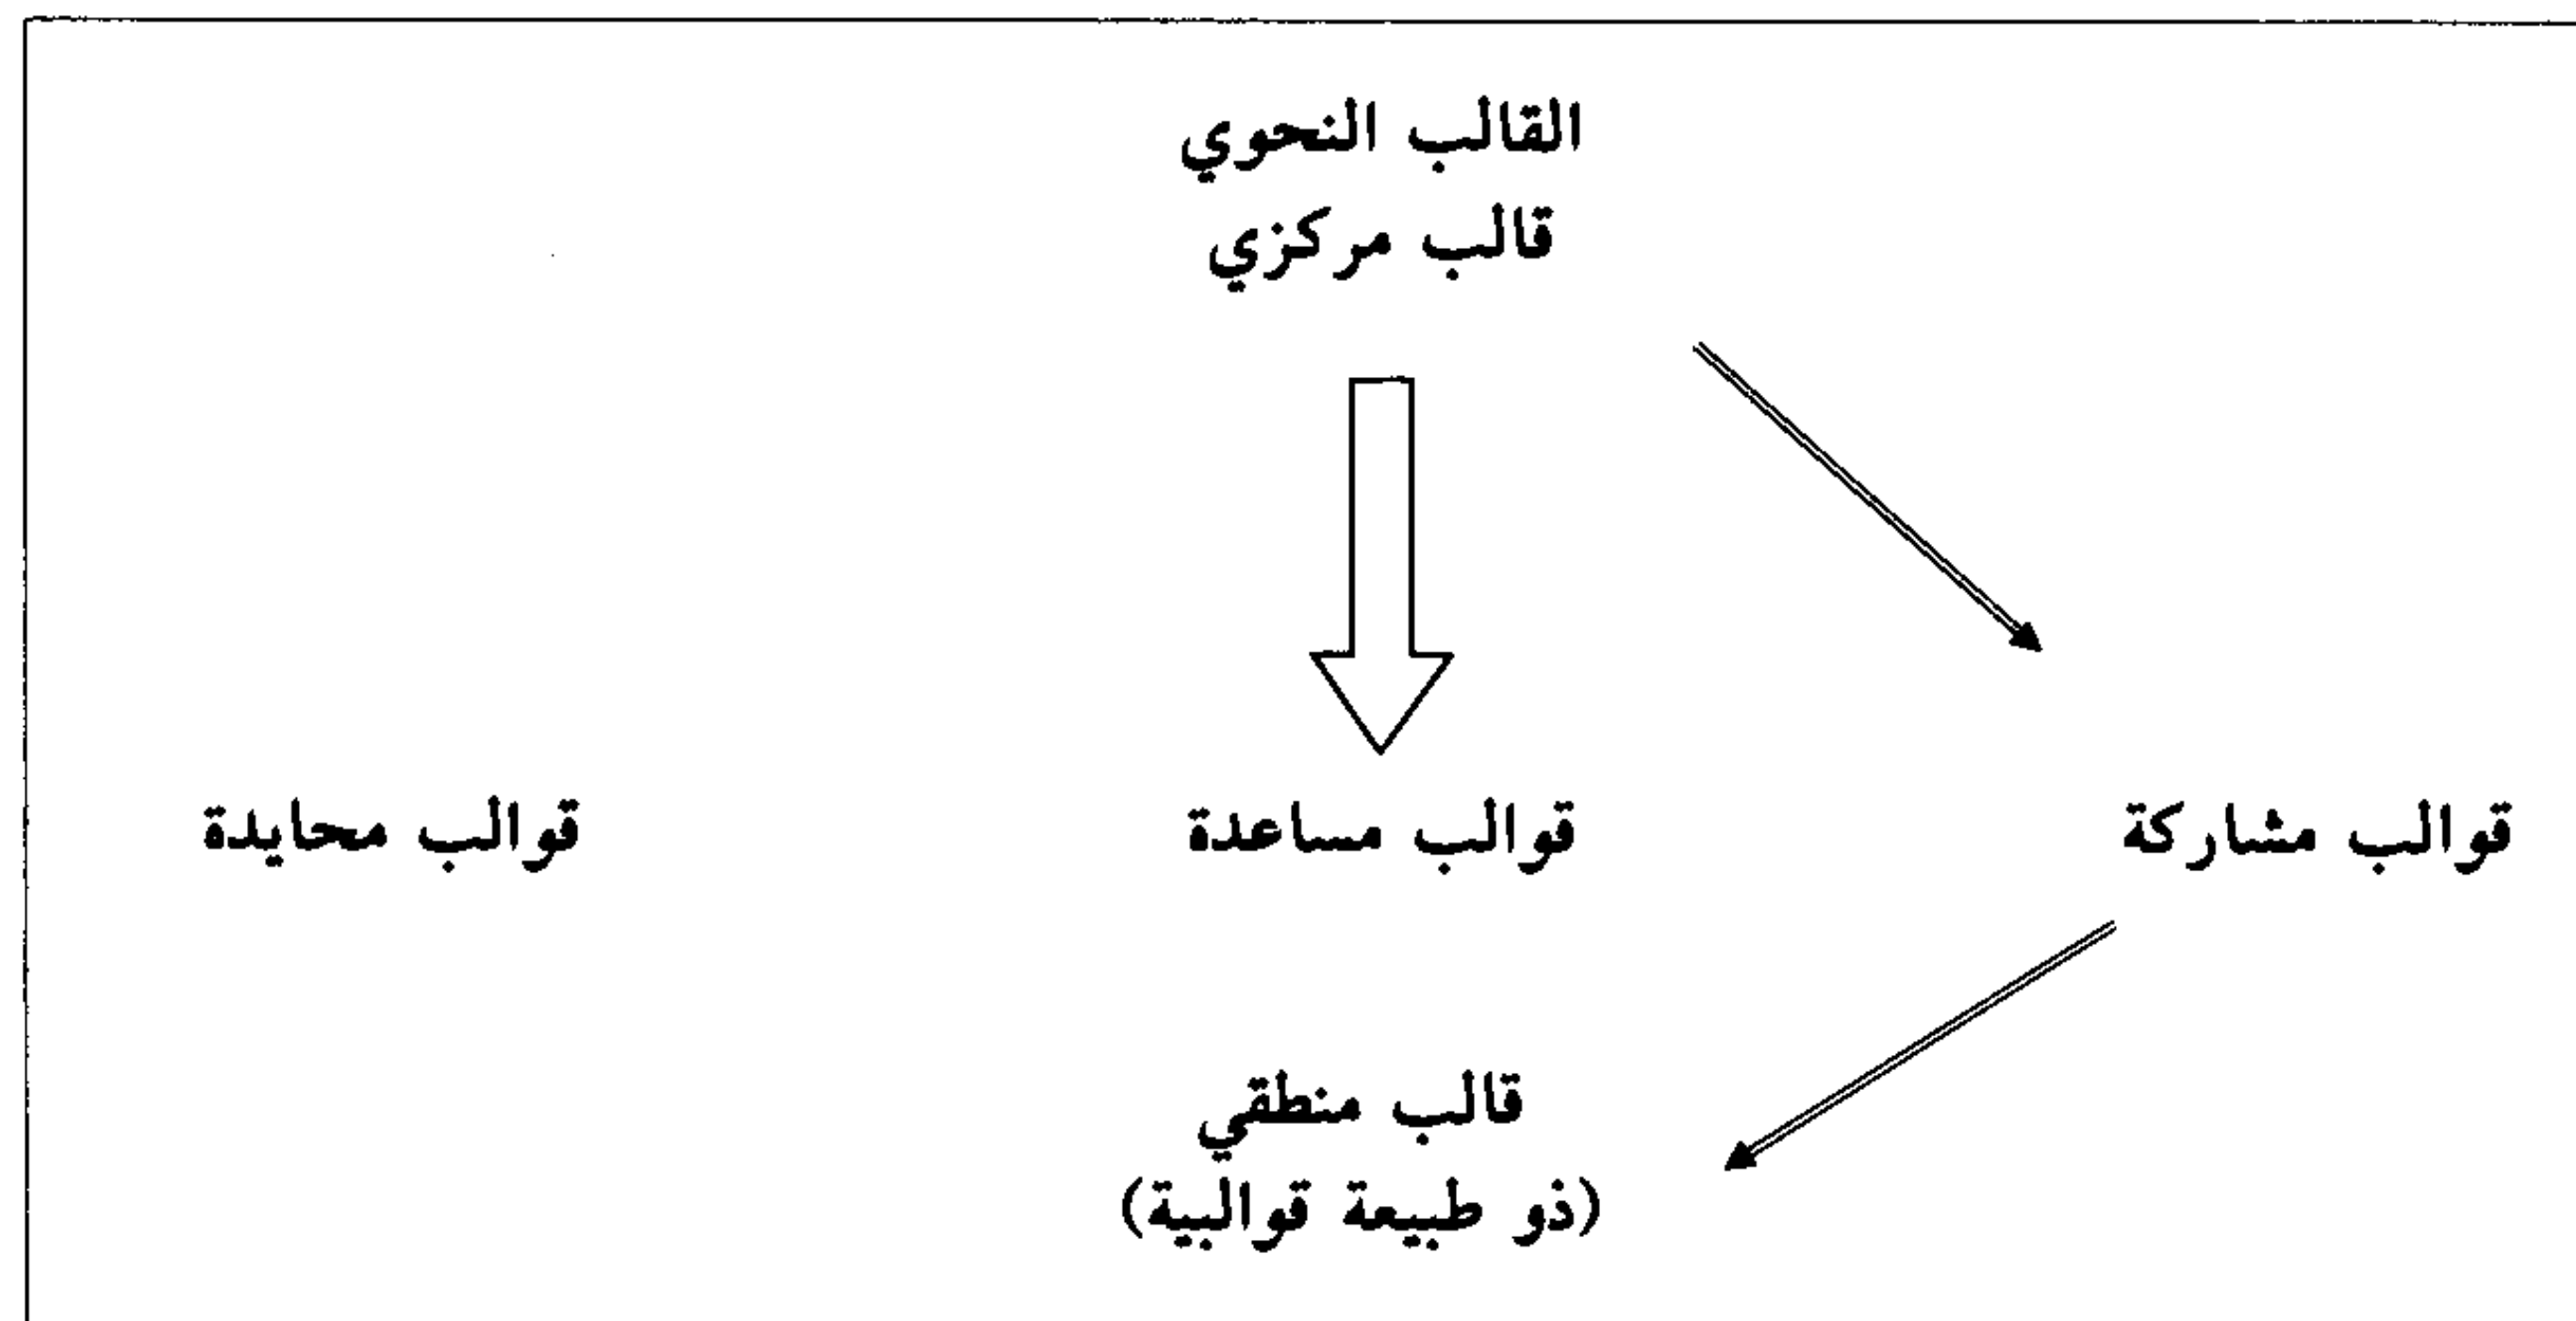 القالب النحوي
قالب مركزي
قوالب مشاركة
قوالب مساعدة
قوالب محايدة
قالب منطقي
(ذو طبيعة قوالبية)